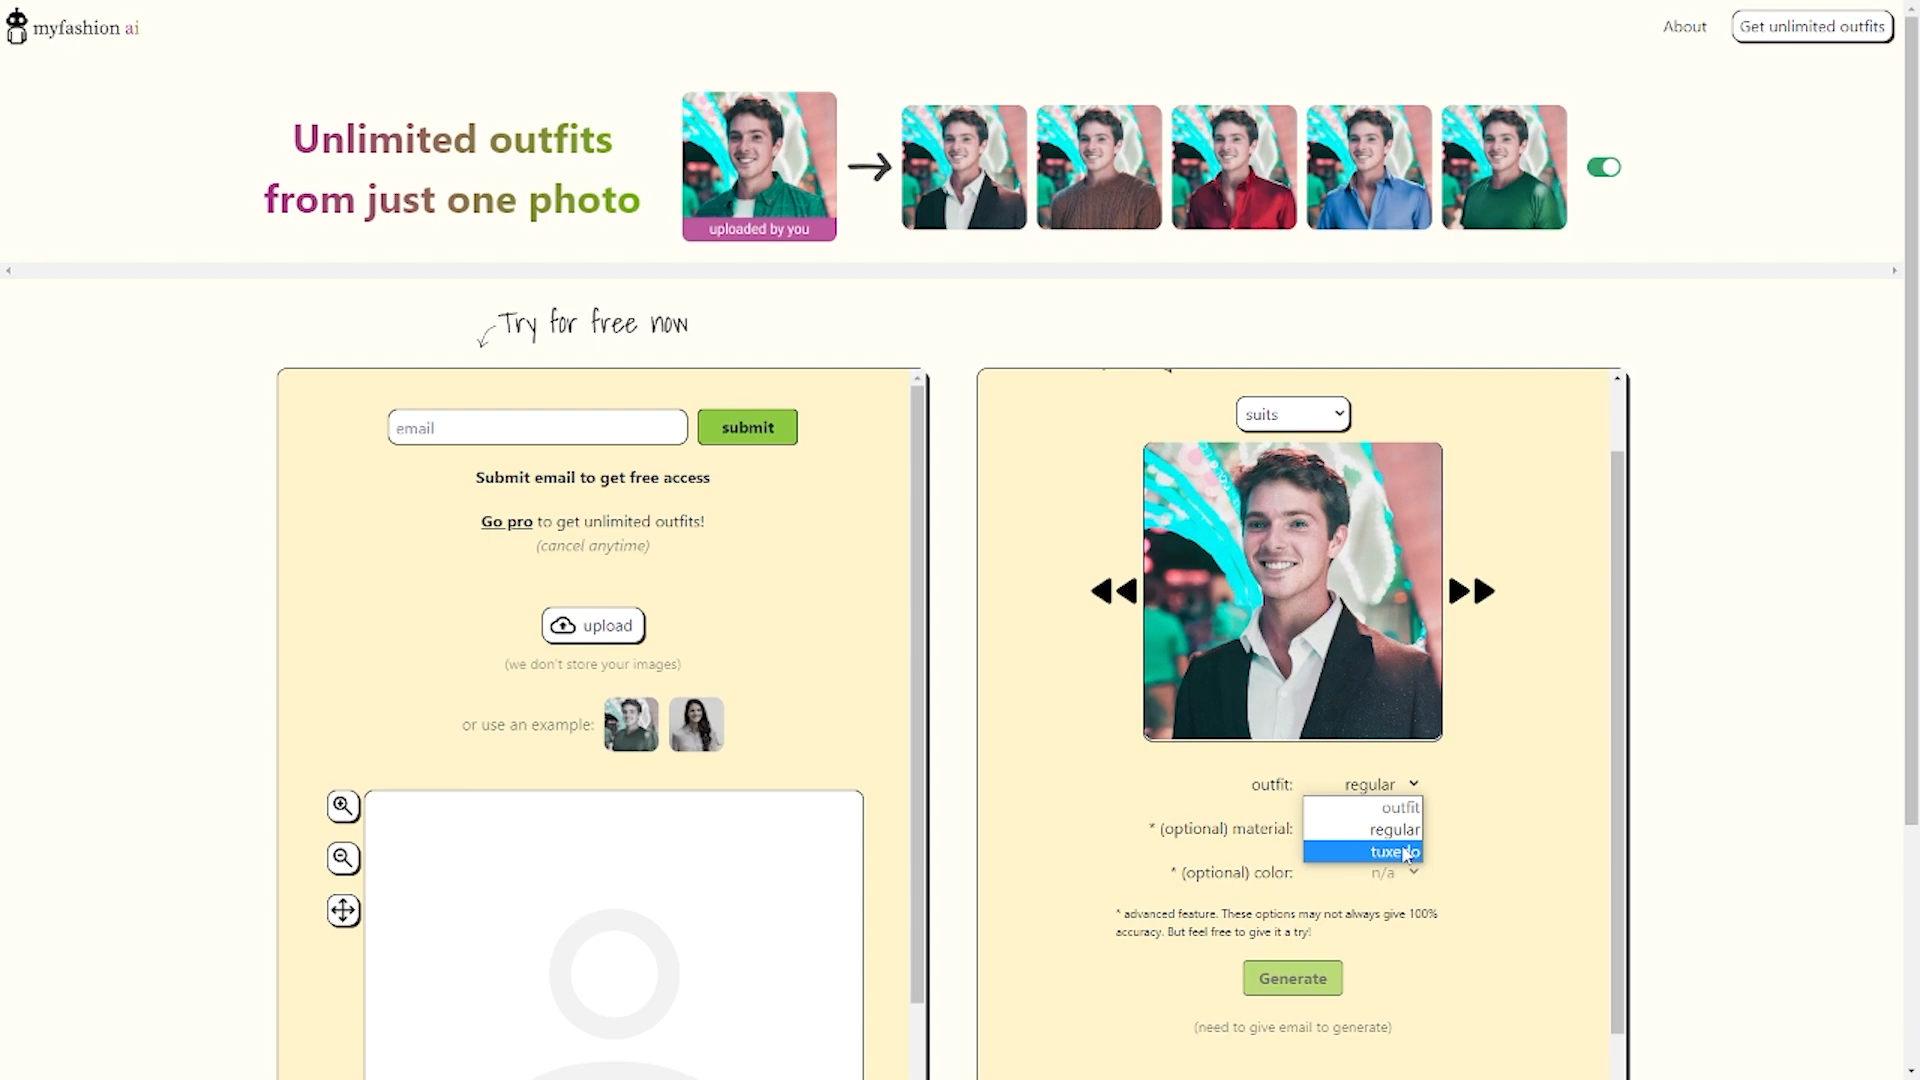 myfashion ai
About
Get unlimited outfits
Unlimited outfits
from just one photo
uploaded by you
Try for free now
email
submit
Submit email to get free access
Go pro to get unlimited outfits!
(cancel anytime)
upload
(we don't store your images)
or use an example:
suits
outfit:
regular
outfit
regular
* (optional) material:
tuxedo
* (optional) color:
n/a
* advanced feature. These options may not always give 100%
accuracy. But feel free to give it a try!
Generate
(need to give email to generate)